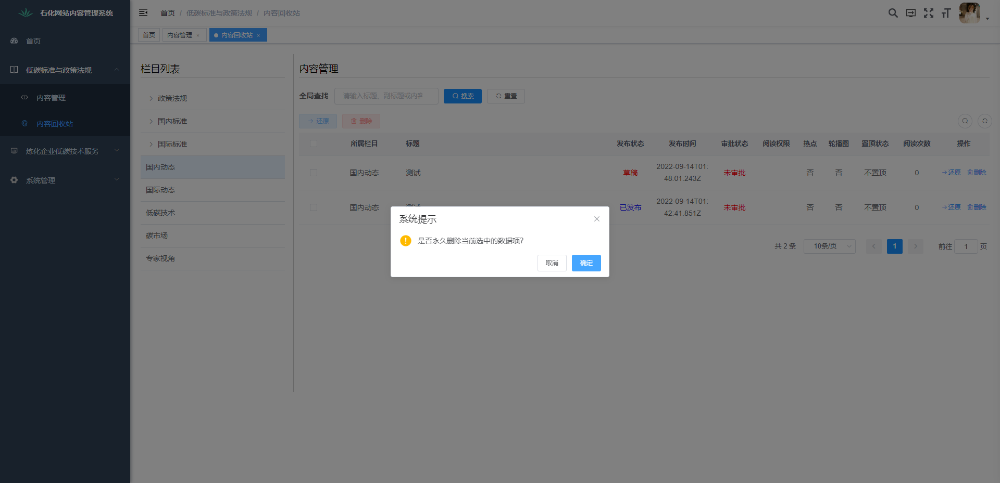 石化网站内容管理系统
首页
低碳标准与政策法规
内容管理
内容回收站
炼化企业低碳技术服务
系统管理
首页 / 低碳标准与政策法规 / 内容回收站
首页
内容管理 ×
内容回收站 ×
栏目列表
政策法规
国内标准
国际标准
国内动态
国际动态
低碳技术
碳市场
专家视角
内容管理
全局查找 请输入标题、副标题或内容 搜索 重置
还原 删除
所属栏目 标题 发布状态 发布时间 审批状态 阅读权限 热点 轮播图 置顶状态 阅读次数 操作
国内动态 测试 草稿 2022-09-14T01:48:01.243Z 未审批 否 否 不置顶 0 还原 删除
国内动态 测试 已发布 2022-09-14T01:42:41.851Z 未审批 否 否 不置顶 0 还原 删除
共 2 条 10条/页 1 前往 1 页
系统提示
是否永久删除当前选中的数据项?
取消 确定